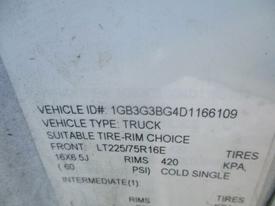 VEHICLE ID#: 1GB3G3BG4D1166109
VEHICLE TYPE: TRUCK
SUITABLE TIRE-RIM CHOICE
FRONT: LT225/75R16E TIRES
16X6.5J RIMS 420 KPA,
( 60 PSI) COLD SINGLE
INTERMEDIATE(1)